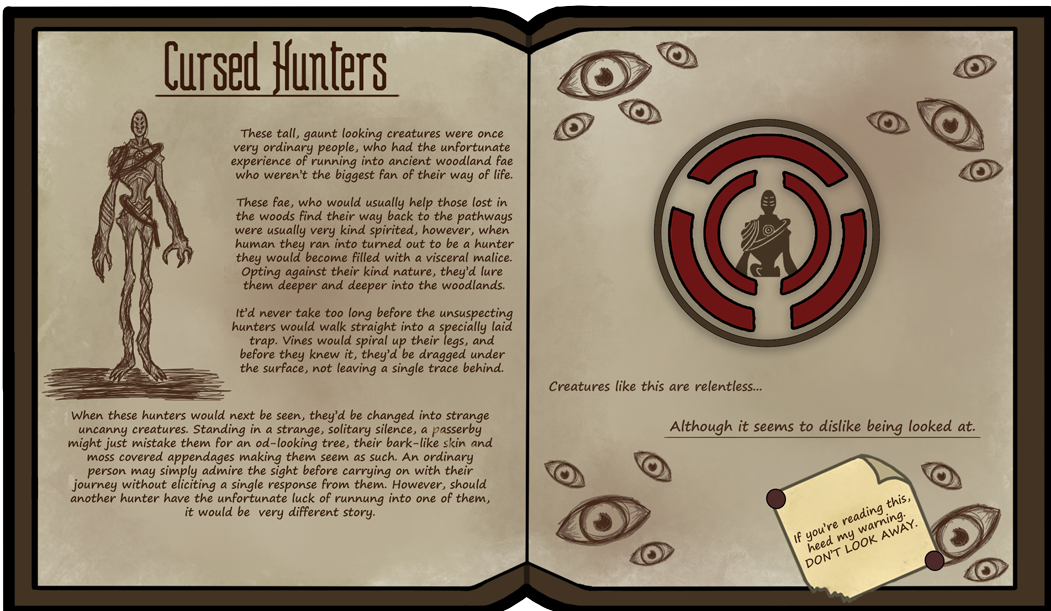 Cursed Hunters
These tall, gaunt looking creatures were once
very ordinary people, who had the unfortunate
experience of running into ancient woodland fae
who weren't the biggest fan of their way of life.
These fae, who would usually help those lost in
the woods find their way back to the pathways
were usually very kind spirited, however, when
human they ran into turned out to be a hunter
they would become filled with a visceral malice.
Opting against their kind nature, they'd lure
them deeper and deeper into the woodlands.
It'd never take too long before the unsuspecting
hunters would walk straight into a specially laid
trap. Vines would spiral up their legs, and
before they knew it, they'd be dragged under
the surface, not leaving a single trace behind.
When these hunters would next be seen, they'd be changed into strange
uncanny creatures. Standing in a strange, solitary silence, a passerby
might just mistake them for an od-looking tree, their bark-like skin and
moss covered appendages making them seem as such. An ordinary
person may simply admire the sight before carrying on with their
journey without eliciting a single response from them. However, should
another hunter have the unfortunate luck of runnung into one of them,
it would be very different story.
Creatures like this are relentless...
Although it seems to dislike being looked at.
If you're reading this,
heed my warning.
DON'T LOOK AWAY.